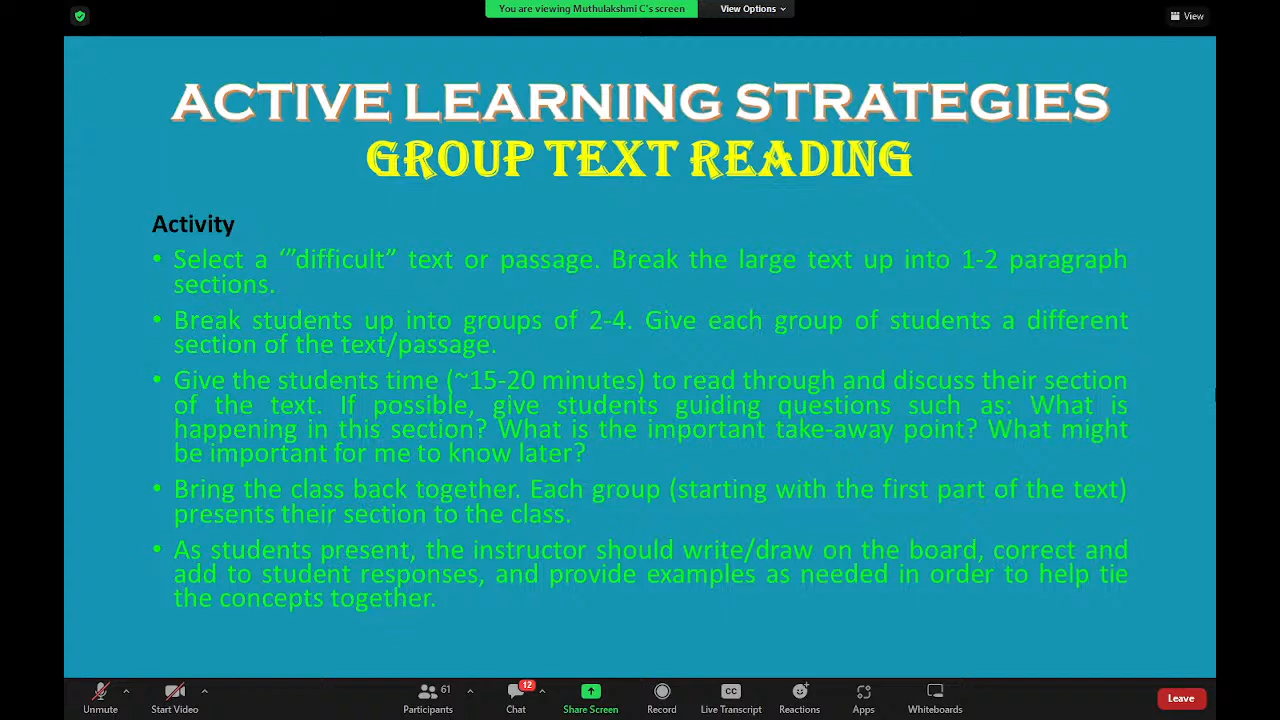 You are viewing Muthulakshmi C's screen
View Options
View
ACTIVE LEARNING STRATEGIES
GROUP TEXT READING
Activity
• Select a ‘”difficult” text or passage. Break the large text up into 1-2 paragraph
sections.
• Break students up into groups of 2-4. Give each group of students a different
section of the text/passage.
• Give the students time (~15-20 minutes) to read through and discuss their section
of the text. If possible, give students guiding questions such as: What is
happening in this section? What is the important take-away point? What might
be important for me to know later?
• Bring the class back together. Each group (starting with the first part of the text)
presents their section to the class.
• As students present, the instructor should write/draw on the board, correct and
add to student responses, and provide examples as needed in order to help tie
the concepts together.
61
12
CC
Unmute
Start Video
Participants
Chat
Share Screen
Record
Live Transcript
Reactions
Apps
Whiteboards
Leave